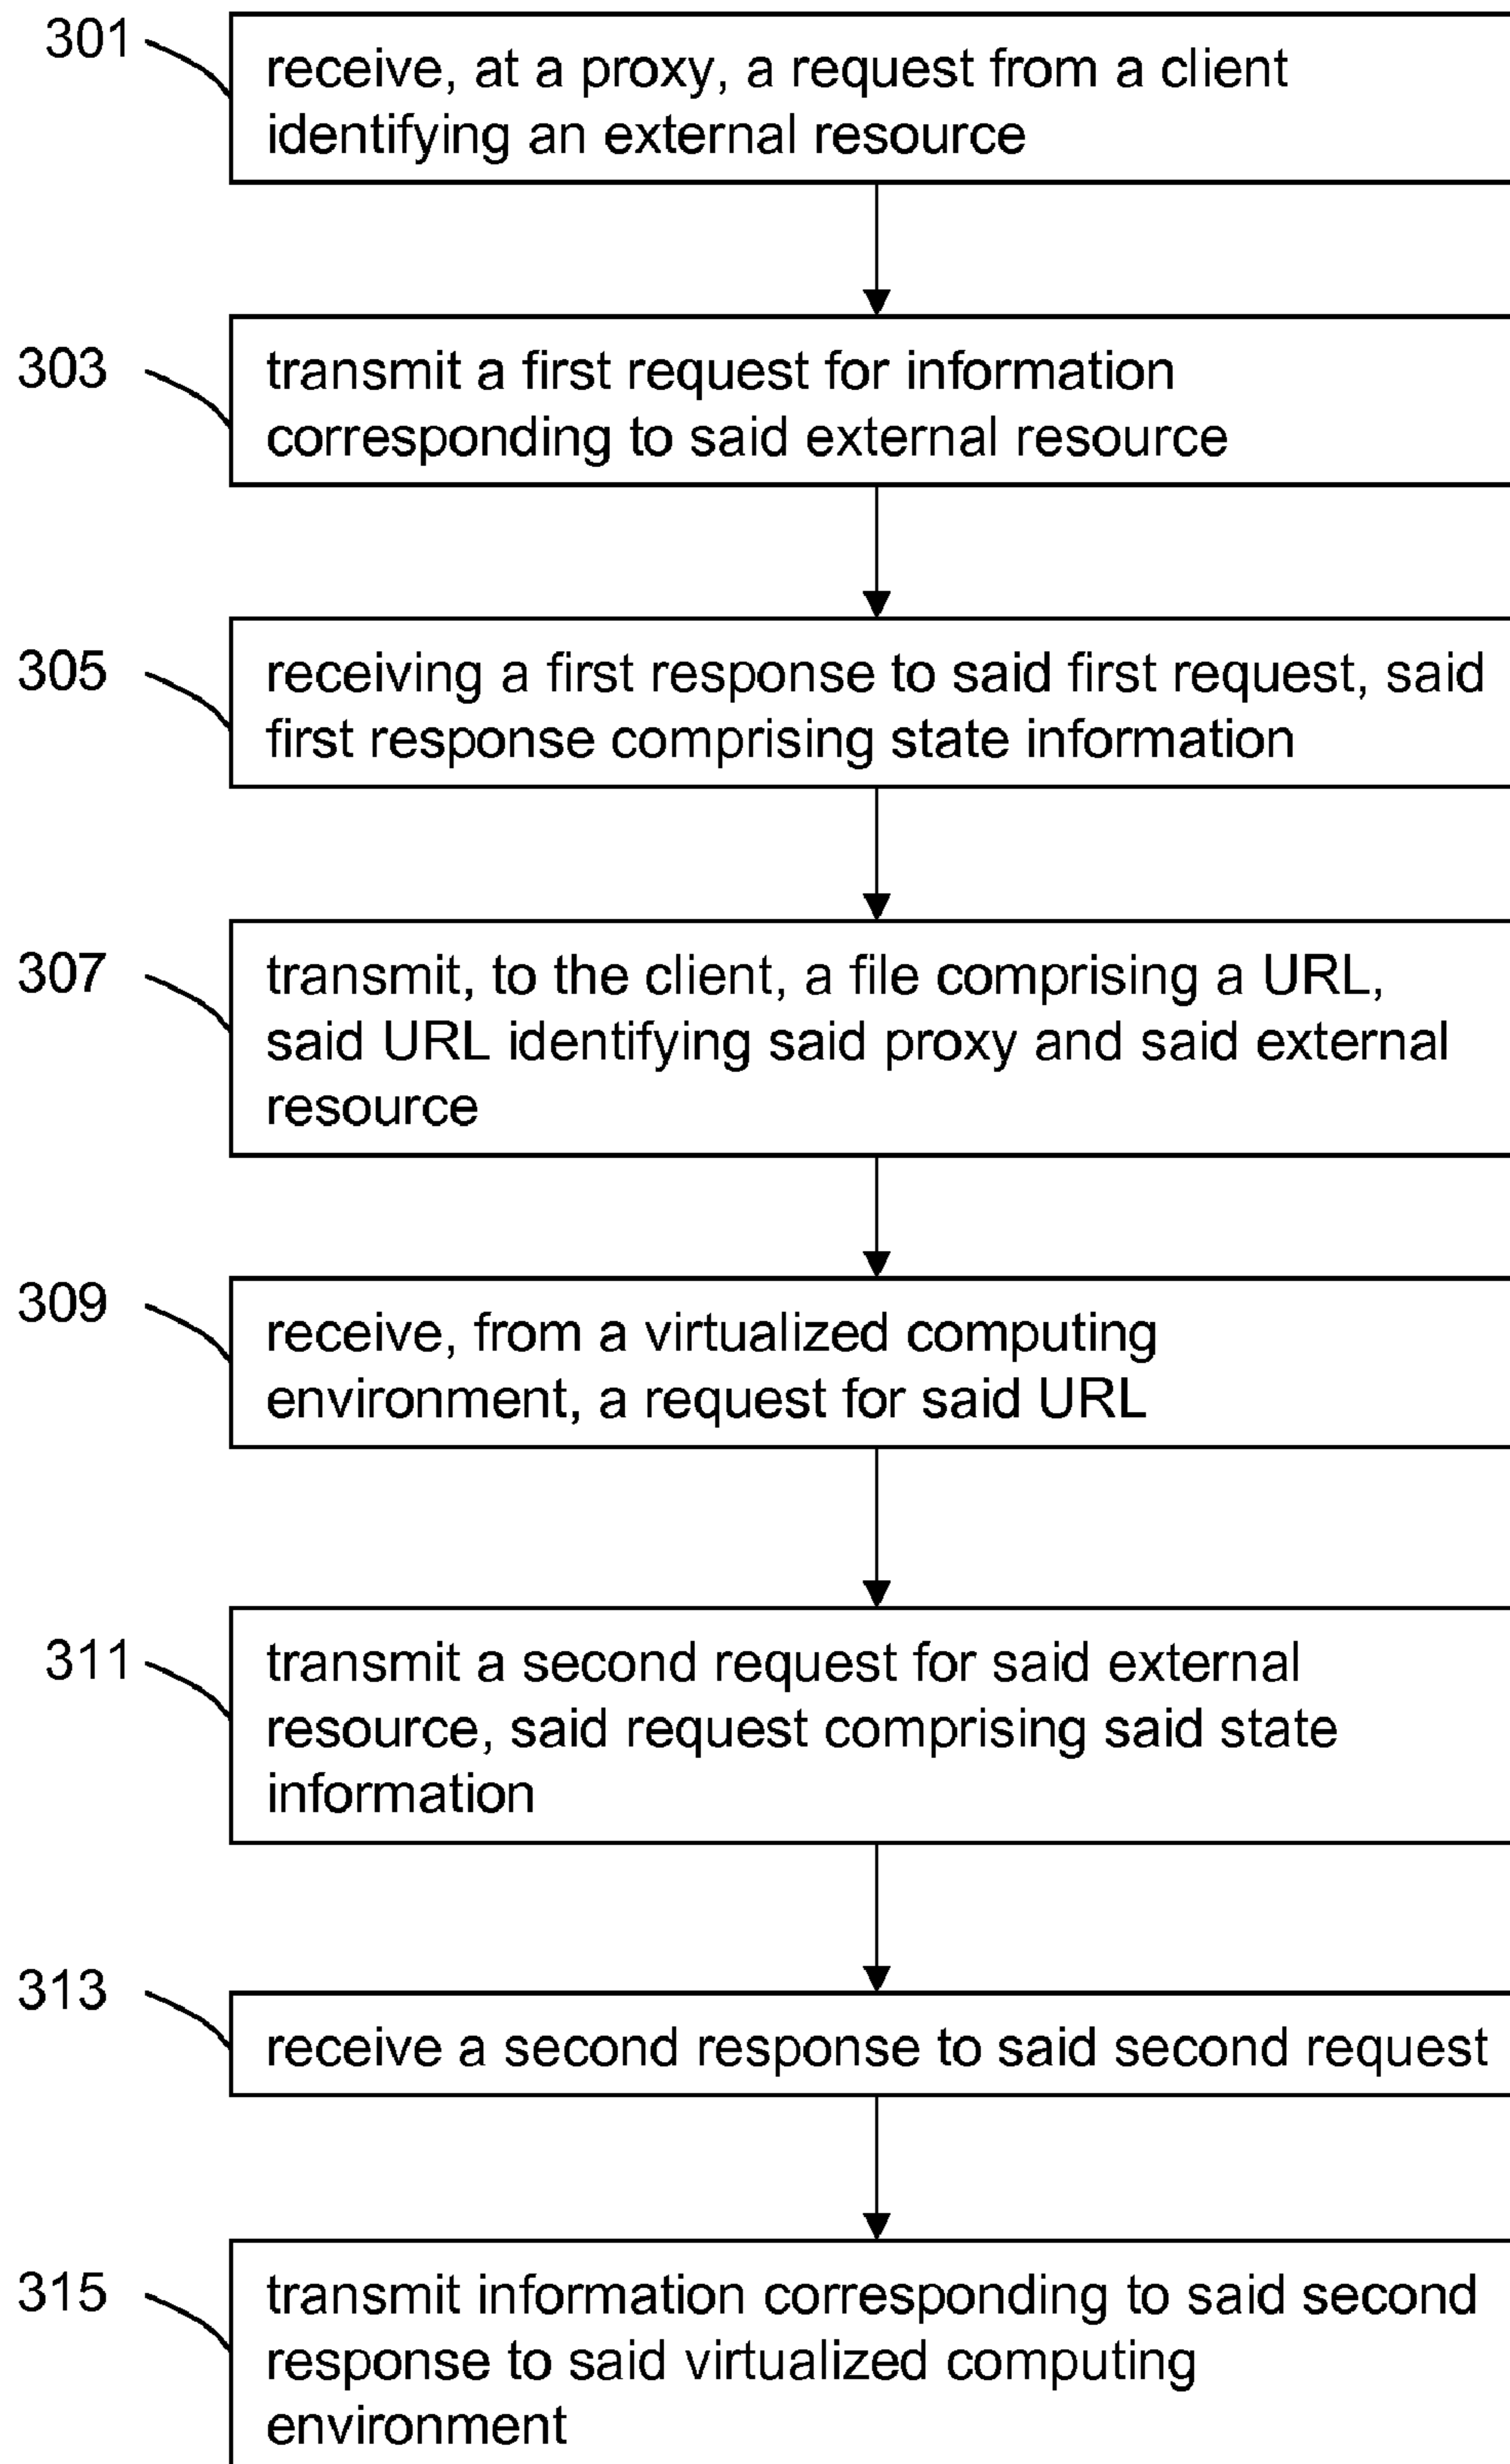 301
receive, at a proxy, a request from a client
identifying an external resource
303
transmit a first request for information
corresponding to said external resource
305
receiving a first response to said first request, said
first response comprising state information
307
transmit, to the client, a file comprising a URL,
said URL identifying said proxy and said external
resource
309
receive, from a virtualized computing
environment, a request for said URL
311
transmit a second request for said external
resource, said request comprising said state
information
313
receive a second response to said second request
315
transmit information corresponding to said second
response to said virtualized computing
environment